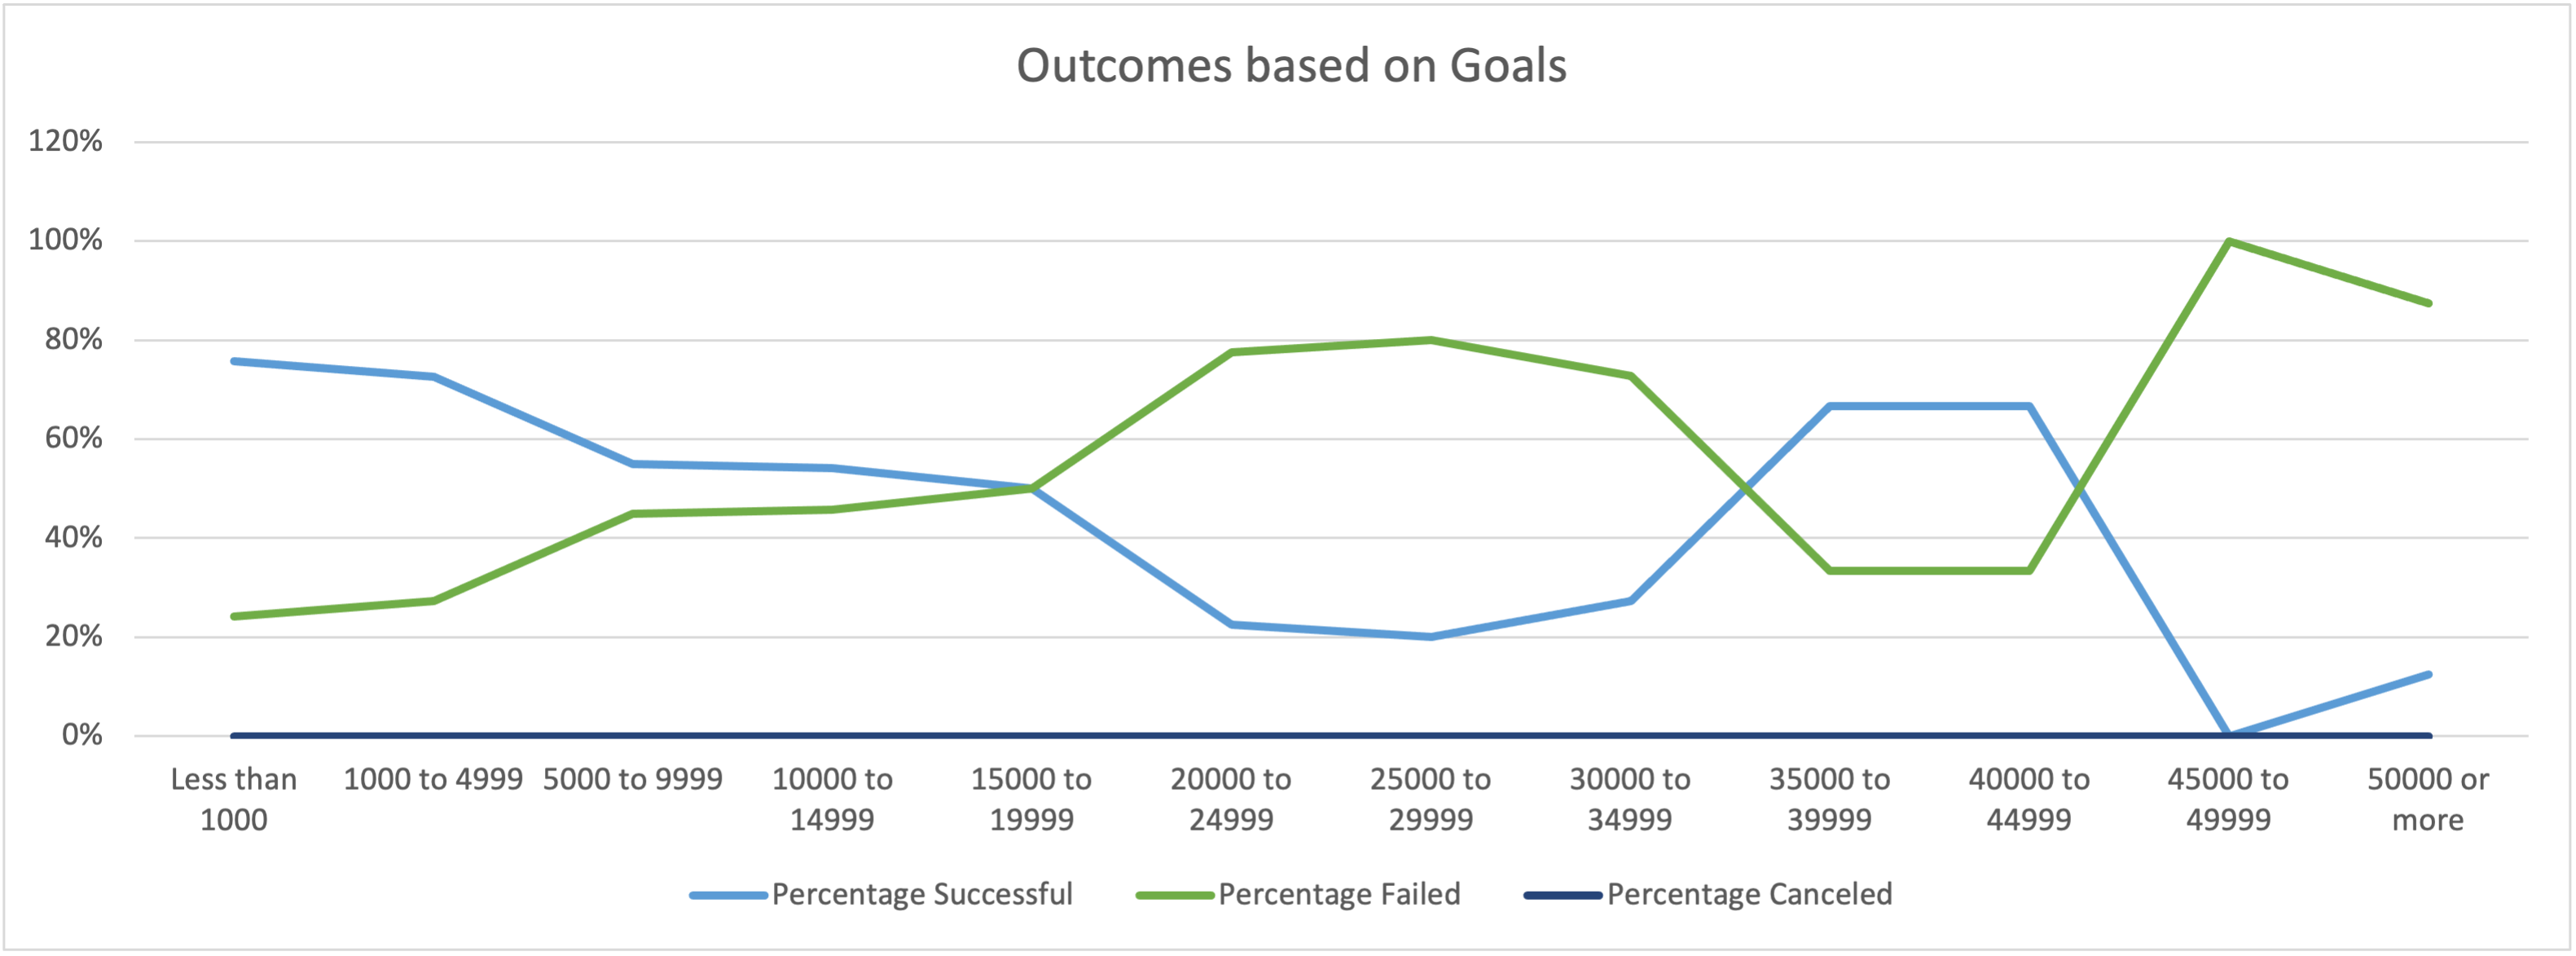 Outcomes based on Goals
120%
100%
80%
60%
40%
20%
0%
Less than
1000
1000 to 4999
5000 to 9999
10000 to
14999
15000 to
19999
20000 to
24999
25000 to
29999
30000 to
34999
35000 to
39999
40000 to
44999
45000 to
49999
50000 or
more
Percentage Successful
Percentage Failed
Percentage Canceled